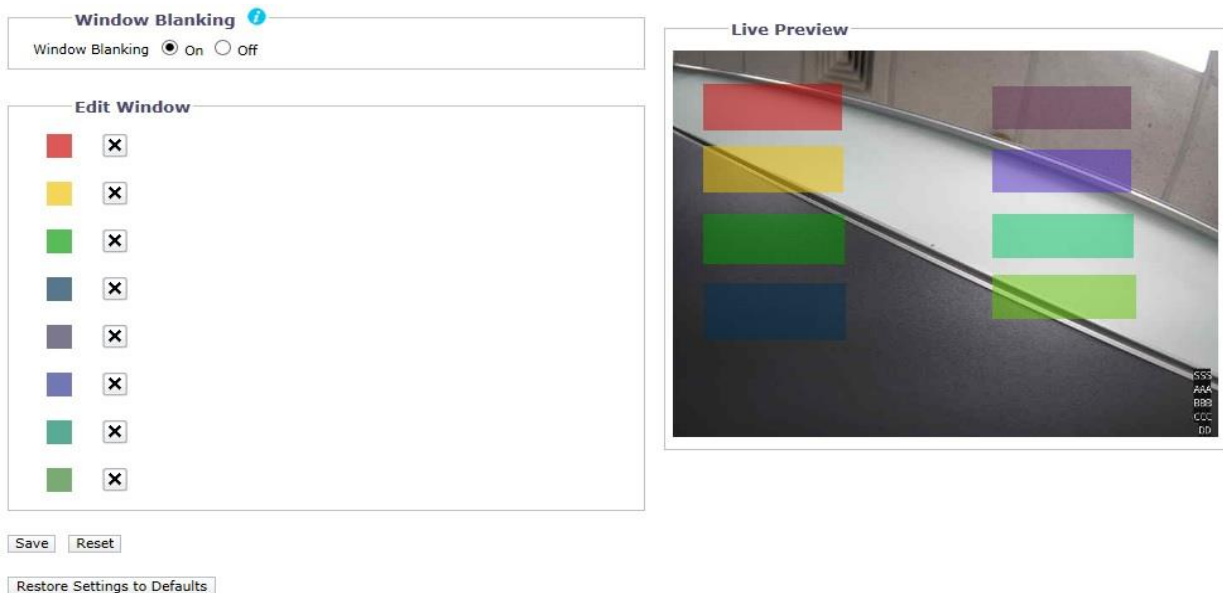 Window Blanking
Window Blanking On Off
Edit Window
Save Reset
Restore Settings to Defaults
Live Preview
SSS
AAA
BBB
CCC
DD